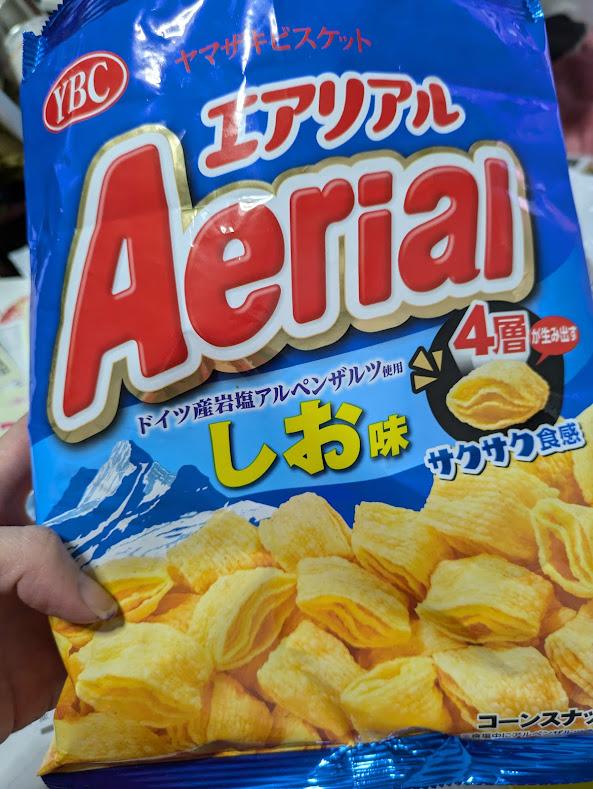 YBC
ヤマザキビスケット
エアリアル
Aerial
4層が生み出す
サクサク食感
ドイツ産岩塩アルペンザルツ使用
しお味
コーンスナッ